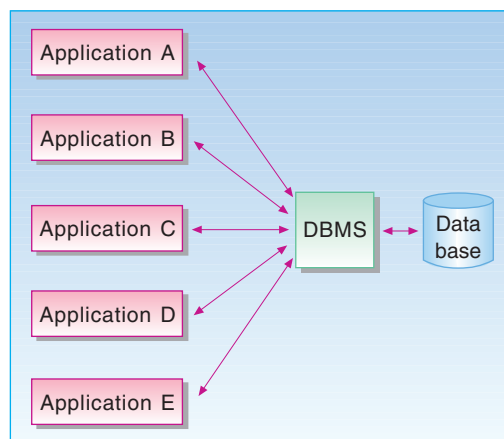 Application A
Application B
Application C
Application D
Application E
DBMS
Data
base